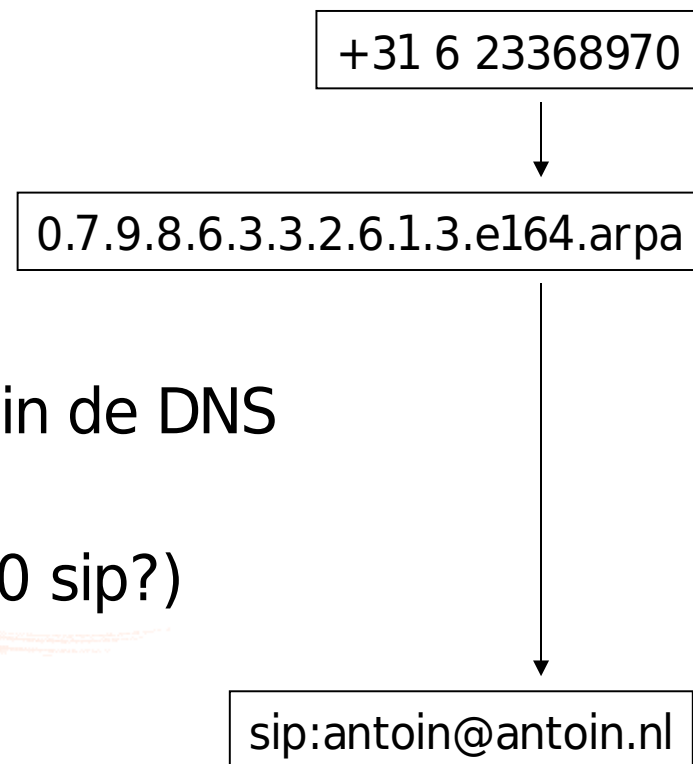 +31 6 23368970
0.7.9.8.6.3.3.2.6.1.3.e164.arpa
in de DNS
0 sip?)
sip:antoin@antoin.nl